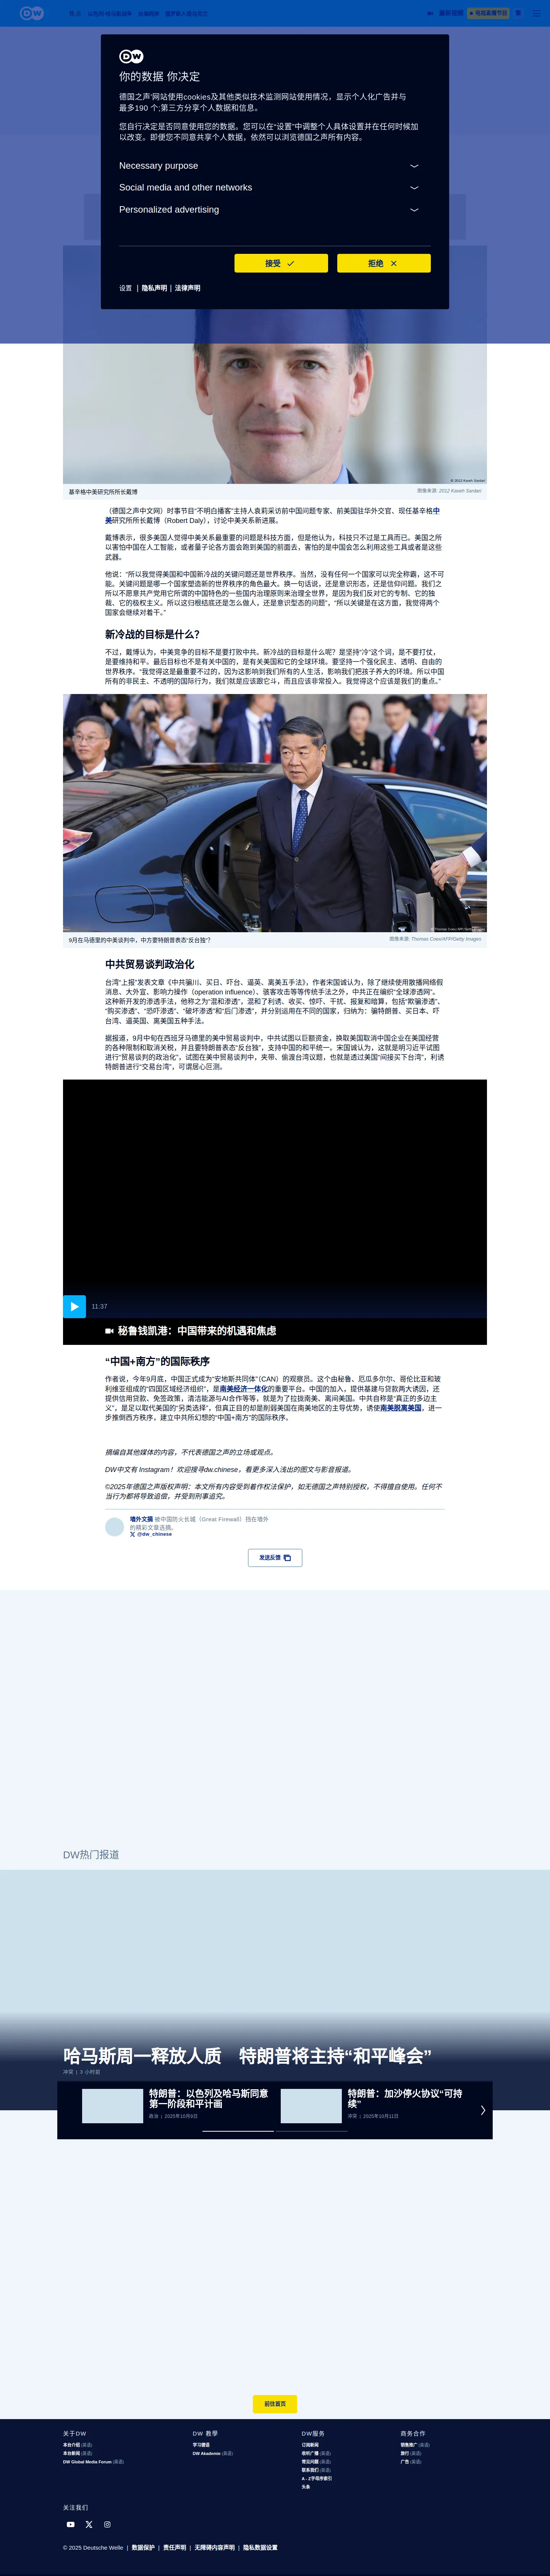 DW
热点 以色列-哈马斯战争 台海局势 俄罗斯入侵乌克兰
最新视频 电视直播节目
DW
你的数据 你决定
德国之声'网站使用cookies及其他类似技术监测网站使用情况，显示个人化广告并与
最多190 个;第三方分享个人数据和信息。
您自行决定是否同意使用您的数据。您可以在“设置”中调整个人具体设置并在任何时候加
以改变。即便您不同意共享个人数据，依然可以浏览德国之声所有内容。
Necessary purpose
Social media and other networks
Personalized advertising
接受
拒绝
设置 | 隐私声明 | 法律声明
© 2012 Kaveh Sardari
基辛格中美研究所所长戴博
图像来源: 2012 Kaveh Sardari
（德国之声中文网）时事节目“不明白播客”主持人袁莉采访前中国问题专家、前美国驻华外交官、现任基辛格中
美研究所所长戴博（Robert Daly），讨论中美关系新进展。
戴博表示，很多美国人觉得中美关系最重要的问题是科技方面，但是他认为，科技只不过是工具而已。美国之所
以害怕中国在人工智能，或者量子论各方面会跑到美国的前面去，害怕的是中国会怎么利用这些工具或者是这些
武器。
他说：“所以我觉得美国和中国新冷战的关键问题还是世界秩序。当然，没有任何一个国家可以完全称霸，这不可
能。关键问题是哪一个国家塑造新的世界秩序的角色最大。换一句话说，还是意识形态，还是信仰问题。我们之
所以不愿意共产党用它所谓的中国特色的一些国内治理原则来治理全世界，是因为我们反对它的专制、它的独
裁、它的极权主义。所以这归根结底还是怎么做人，还是意识型态的问题”，“所以关键是在这方面，我觉得两个
国家会继续对着干。”
新冷战的目标是什么？
不过，戴博认为，中美竞争的目标不是要打败中共。新冷战的目标是什么呢？是坚持“冷”这个词，是不要打仗，
是要维持和平。最后目标也不是有关中国的，是有关美国和它的全球环境。要坚持一个强化民主、透明、自由的
世界秩序。“我觉得这是最重要不过的，因为这影响到我们所有的人生活，影响我们把孩子养大的环境。所以中国
所有的非民主、不透明的国际行为，我们就是应该跟它斗，而且应该非常投入。我觉得这个应该是我们的重点。”
© Thomas Coex/AFP/Getty Images
9月在马德里的中美谈判中，中方要特朗普表态“反台独”？
图像来源: Thomas Coex/AFP/Getty Images
中共贸易谈判政治化
台湾“上报”发表文章《中共骗川、买日、吓台、逼英、离美五手法》，作者宋国诚认为，除了继续使用散播网络假
消息、大外宣、影响力操作（operation influence）、骇客攻击等等传统手法之外，中共正在编织“全球渗透网”。
这种新开发的渗透手法，他称之为“混和渗透”，混和了利诱、收买、惊吓、干扰、报复和暗算，包括“欺骗渗透”、
“购买渗透”、“恐吓渗透”、“破坏渗透”和“后门渗透”，并分别运用在不同的国家，归纳为：骗特朗普、买日本、吓
台湾、逼英国、离美国五种手法。
据报道，9月中旬在西班牙马德里的美中贸易谈判中，中共试图以巨额资金，换取美国取消中国企业在美国经营
的各种限制和取消关税，并且要特朗普表态“反台独”，支持中国的和平统一。宋国诚认为，这就是明习近平试图
进行“贸易谈判的政治化”，试图在美中贸易谈判中，夹带、偷渡台湾议题，也就是透过美国“间接买下台湾”，利诱
特朗普进行“交易台湾”，可谓居心叵测。
11:37
秘鲁钱凯港：中国带来的机遇和焦虑
“中国+南方”的国际秩序
作者说，今年9月底，中国正式成为“安地斯共同体”（CAN）的观察员。这个由秘鲁、厄瓜多尔尔、哥伦比亚和玻
利维亚组成的“四国区域经济组织”，是南美经济一体化的重要平台。中国的加入，提供基建与贷款两大诱因，还
提供信用贷款、免签政策，清洁能源与AI合作等等，就是为了拉拢南美、离间美国。中共自称是“真正的多边主
义”，是足以取代美国的“另类选择”，但真正目的是削弱美国在南美地区的主导优势，诱使南美脱离美国，进一
步推倒西方秩序，建立中共所幻想的“中国+南方”的国际秩序。
摘编自其他媒体的内容，不代表德国之声的立场或观点。
DW中文有 Instagram！欢迎搜寻dw.chinese，看更多深入浅出的图文与影音报道。
©2025年德国之声版权声明：本文所有内容受到着作权法保护，如无德国之声特别授权，不得擅自使用。任何不
当行为都将导致追偿，并受到刑事追究。
墙外文摘 被中国防火长城（Great Firewall）挡在墙外
的精彩文章选摘。
@dw_chinese
发送反馈
DW热门报道
哈马斯周一释放人质 特朗普将主持“和平峰会”
冲突 | 3 小时前
特朗普：以色列及哈马斯同意
第一阶段和平计画
政治 | 2025年10月9日
特朗普：加沙停火协议“可持
续”
冲突 | 2025年10月11日
前往首页
关于DW
本台介绍 (英语)
本台新闻 (英语)
DW Global Media Forum (英语)
DW 教學
学习德语
DW Akademie (英语)
DW服务
订阅新闻
收听广播 (英语)
常见问题 (英语)
联系我们 (英语)
A - Z字母序索引
头条
商务合作
销售推广 (英语)
旅行 (英语)
广告 (英语)
关注我们
© 2025 Deutsche Welle | 数据保护 | 责任声明 | 无障碍内容声明 | 隐私数据设置